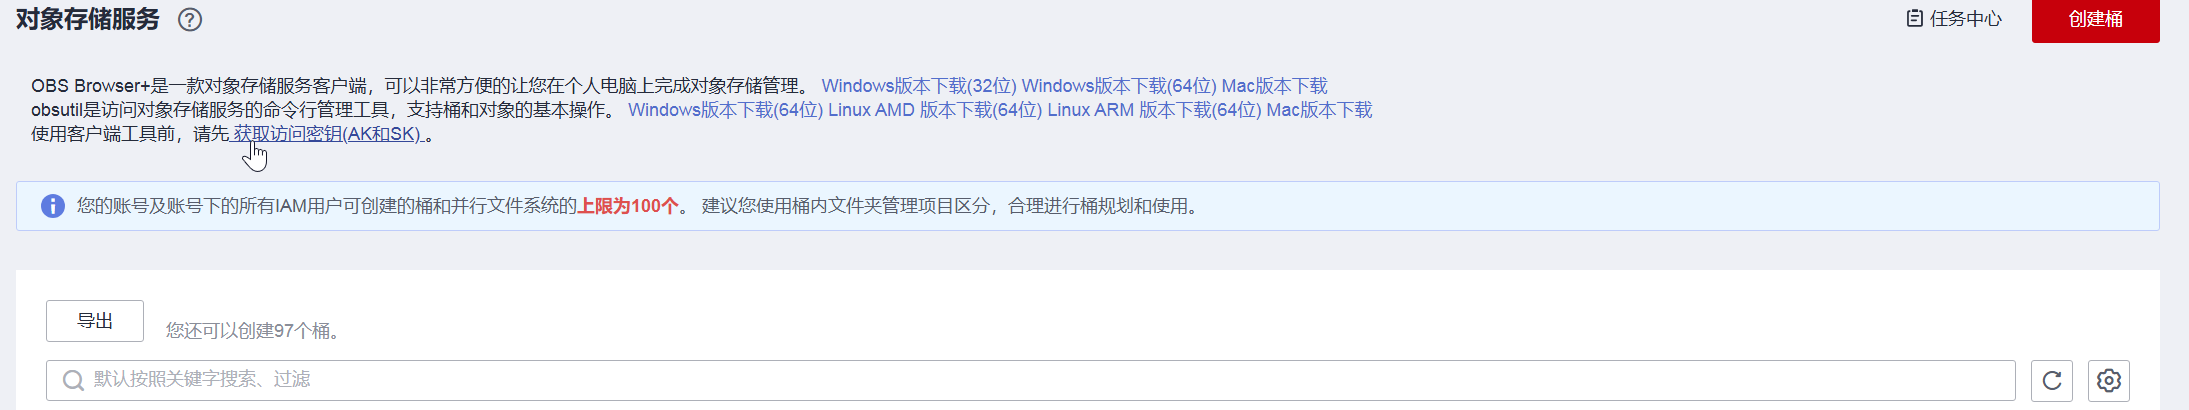 对象存储服务 ?
任务中心
创建桶
OBS Browser+是一款对象存储服务客户端，可以非常方便的让您在个人电脑上完成对象存储管理。 Windows版本下载(32位) Windows版本下载(64位) Mac版本下载
obsutil是访问对象存储服务的命令行管理工具，支持桶和对象的基本操作。 Windows版本下载(64位) Linux AMD 版本下载(64位) Linux ARM 版本下载(64位) Mac版本下载
使用客户端工具前，请先 获取访问密钥(AK和SK) 。
您的账号及账号下的所有IAM用户可创建的桶和并行文件系统的上限为100个。 建议您使用桶内文件夹管理项目区分，合理进行桶规划和使用。
导出
您还可以创建97个桶。
默认按照关键字搜索、过滤